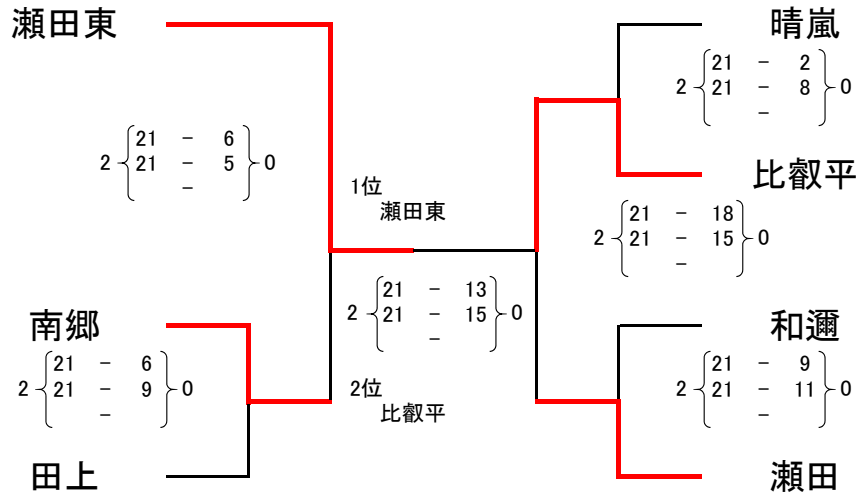 瀬田東
2 21 - 6 0
21 - 5
-
南郷
2 21 - 6 0
21 - 9
-
田上
1位
瀬田東
2 21 - 13 0
21 - 15
-
2位
比叡平
晴嵐
2 21 - 2 0
21 - 8
-
比叡平
2 21 - 18 0
21 - 15
-
和邇
2 21 - 9 0
21 - 11
-
瀬田